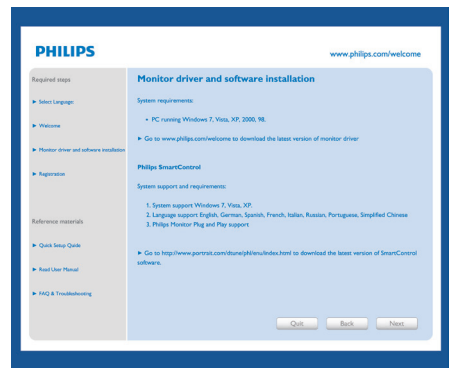 PHILIPS
www.philips.com/welcome
Required steps
► Select Language:
► Welcome
► Monitor driver and software installation
► Registration
Reference materials
► Quick Setup Quide
► Read User Manual
► FAQ & Troubleshooting
Monitor driver and software installation
System requirements:
• PC running Windows 7, Vista, XP, 2000, 98.
► Go to www.philips.com/welcome to download the latest version of monitor driver
Philips SmartControl
System support and requirements:
1. System support Windows 7, Vista, XP.
2. Language support English, German, Spanish, French, Italian, Russian, Portuguese, Simplified Chinese
3. Philips Monitor Plug and Play support
► Go to http://www.portrait.com/dtune/phl/enu/index.html to download the latest version of SmartControl
software.
Quit
Back
Next